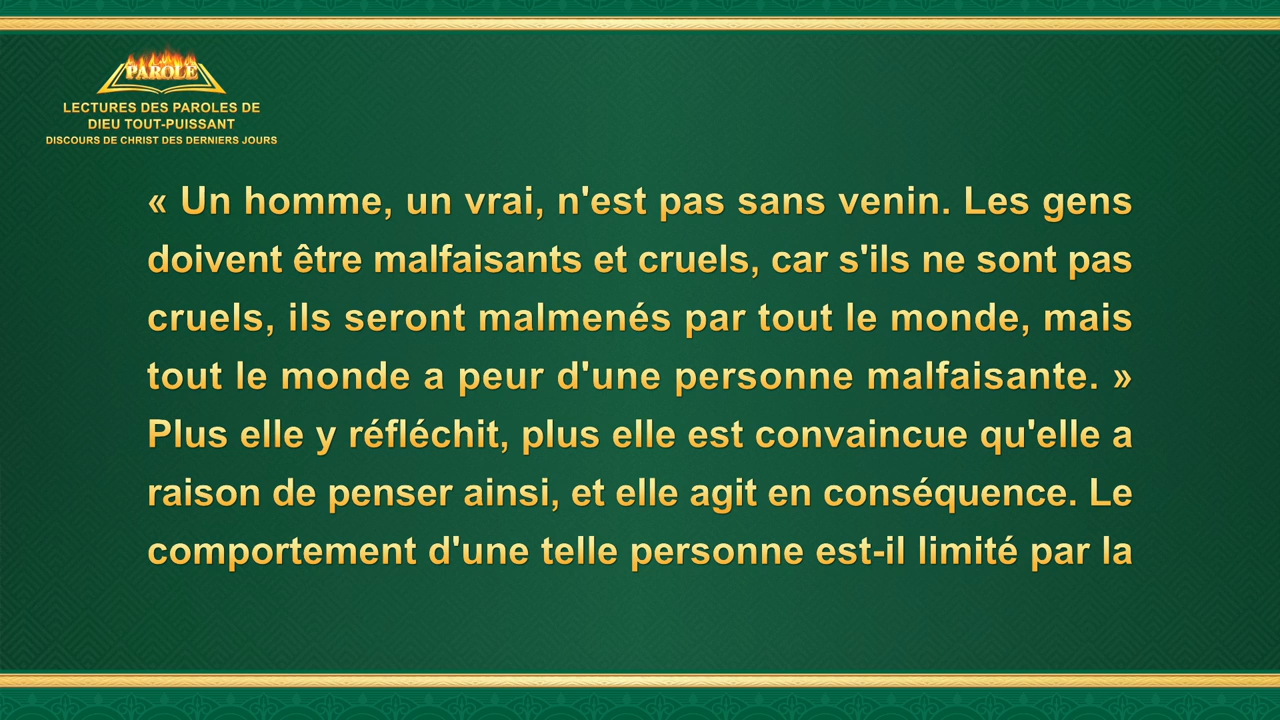 PAROLE
LECTURES DES PAROLES DE
DIEU TOUT-PUISSANT
DISCOURS DE CHRIST DES DERNIERS JOURS
« Un homme, un vrai, n'est pas sans venin. Les gens
doivent être malfaisants et cruels, car s'ils ne sont pas
cruels, ils seront malmenés par tout le monde, mais
tout le monde a peur d'une personne malfaisante. »
Plus elle y réfléchit, plus elle est convaincue qu'elle a
raison de penser ainsi, et elle agit en conséquence. Le
comportement d'une telle personne est-il limité par la